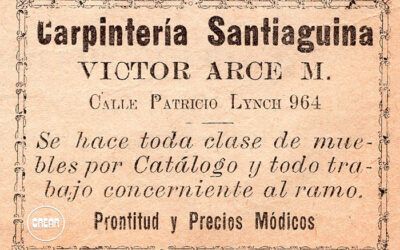 Carpintería Santiaguina
VICTOR ARCE M.
CALLE PATRICIO LYNCH 964
Se hace toda clase de mue-
bles por Catálogo y todo tra-
bajo concerniente al ramo.
Prontitud y Precios Módicos
CREAR